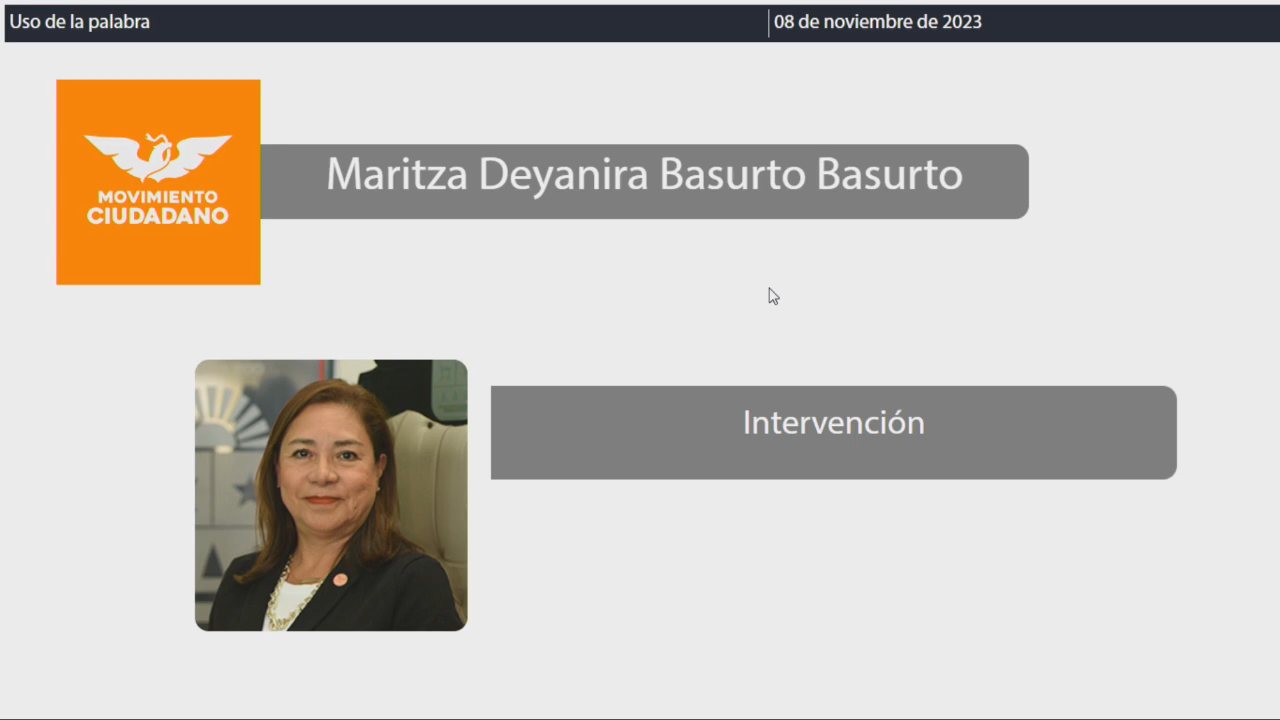 Uso de la palabra
08 de noviembre de 2023
MOVIMIENTO
CIUDADANO
Maritza Deyanira Basurto Basurto
Intervención